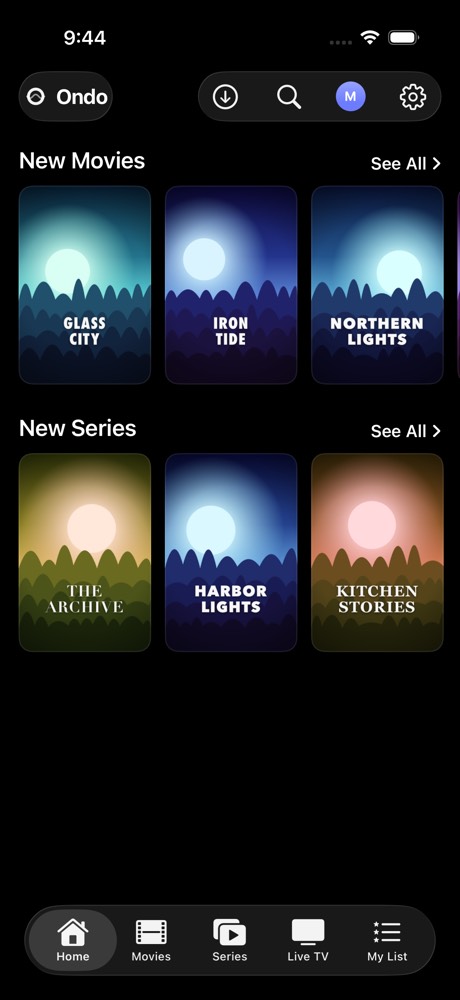 9:44
Ondo
M
New Movies
See All
GLASS
CITY
IRON
TIDE
NORTHERN
LIGHTS
New Series
See All
THE
ARCHIVE
HARBOR
LIGHTS
KITCHEN
STORIES
Home
Movies
Series
Live TV
My List